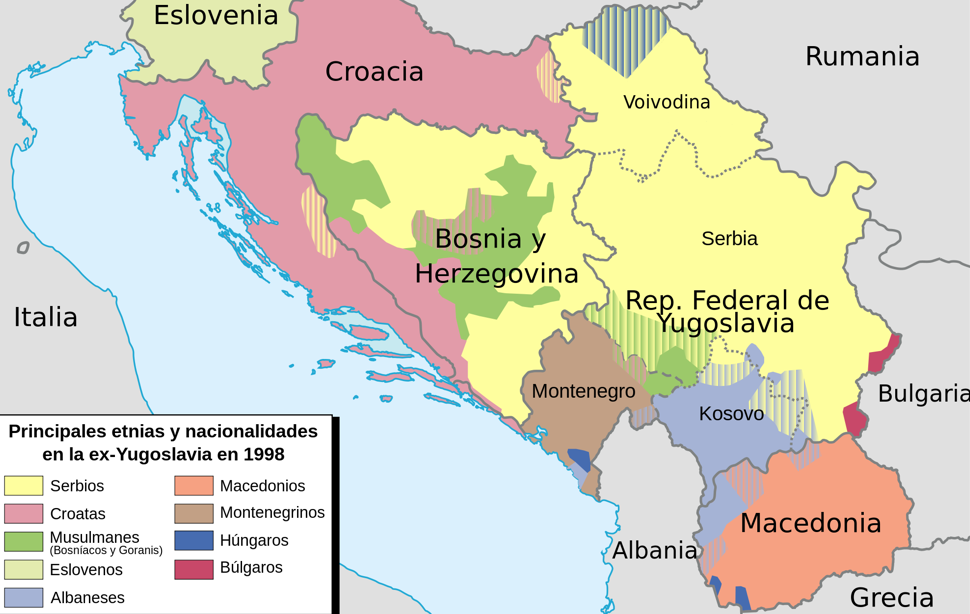 Eslovenia
Croacia
Rumania
Voivodina
Serbia
Bosnia y
Herzegovina
Rep. Federal de
Yugoslavia
Italia
Montenegro
Kosovo
Bulgaria
Macedonia
Albania
Grecia
Principales etnias y nacionalidades
en la ex-Yugoslavia en 1998
Serbios
Croatas
Musulmanes
(Bosníacos y Goranis)
Eslovenos
Albaneses
Macedonios
Montenegrinos
Húngaros
Búlgaros